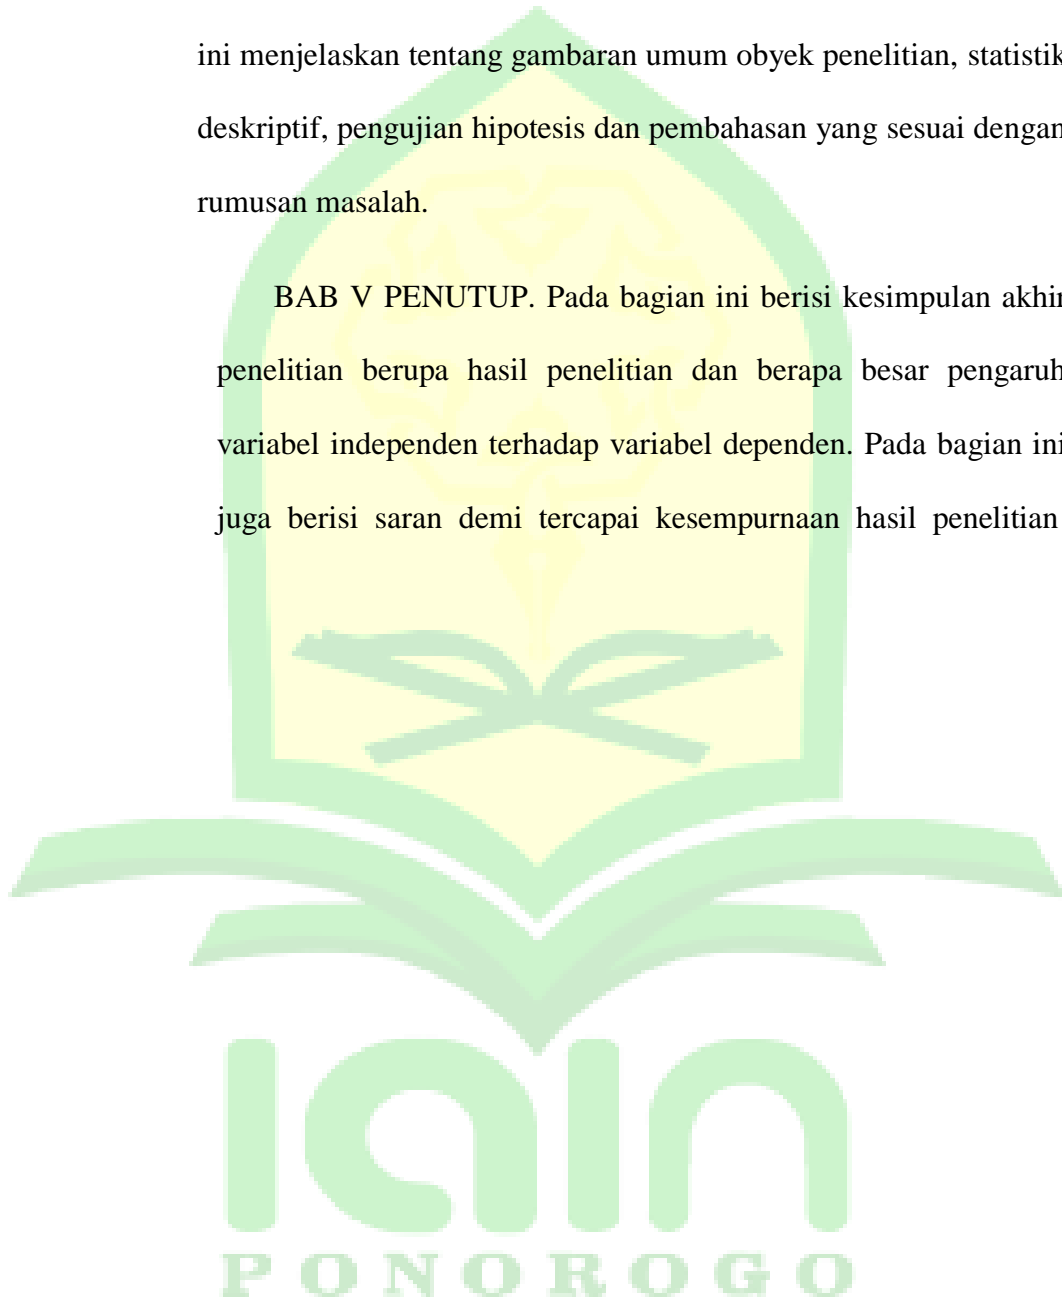 ini menjelaskan tentang gambaran umum obyek penelitian, statistik
deskriptif, pengujian hipotesis dan pembahasan yang sesuai dengan
rumusan masalah.
BAB V PENUTUP. Pada bagian ini berisi kesimpulan akhir
penelitian berupa hasil penelitian dan berapa besar pengaruh
variabel independen terhadap variabel dependen. Pada bagian ini
juga berisi saran demi tercapai kesempurnaan hasil penelitian
iain
PONOROGO